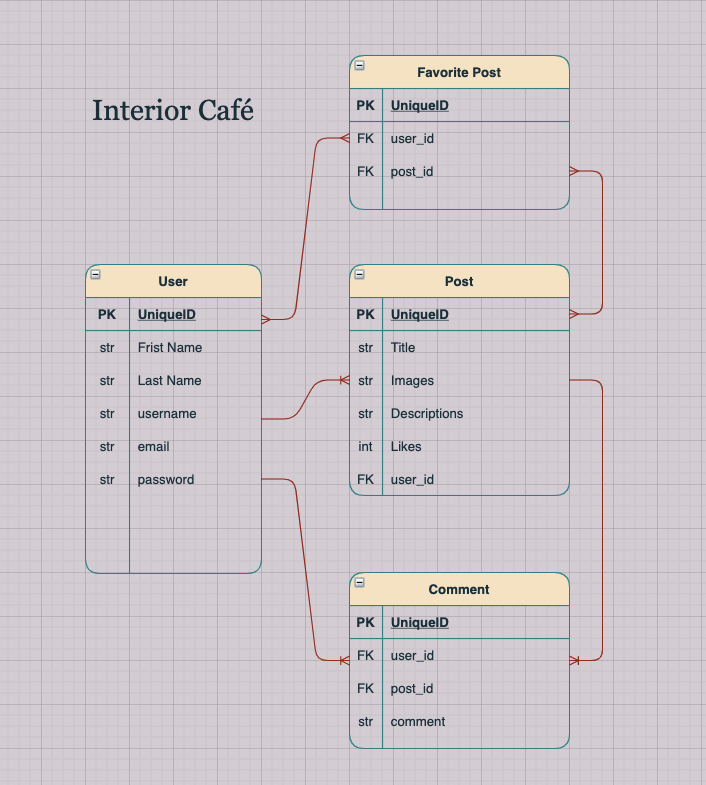 Interior Café
Favorite Post
PK UniqueID
FK user_id
FK post_id
User
PK UniqueID
str Frist Name
str Last Name
str username
str email
str password
Post
PK UniqueID
str Title
str Images
str Descriptions
int Likes
FK user_id
Comment
PK UniqueID
FK user_id
FK post_id
str comment